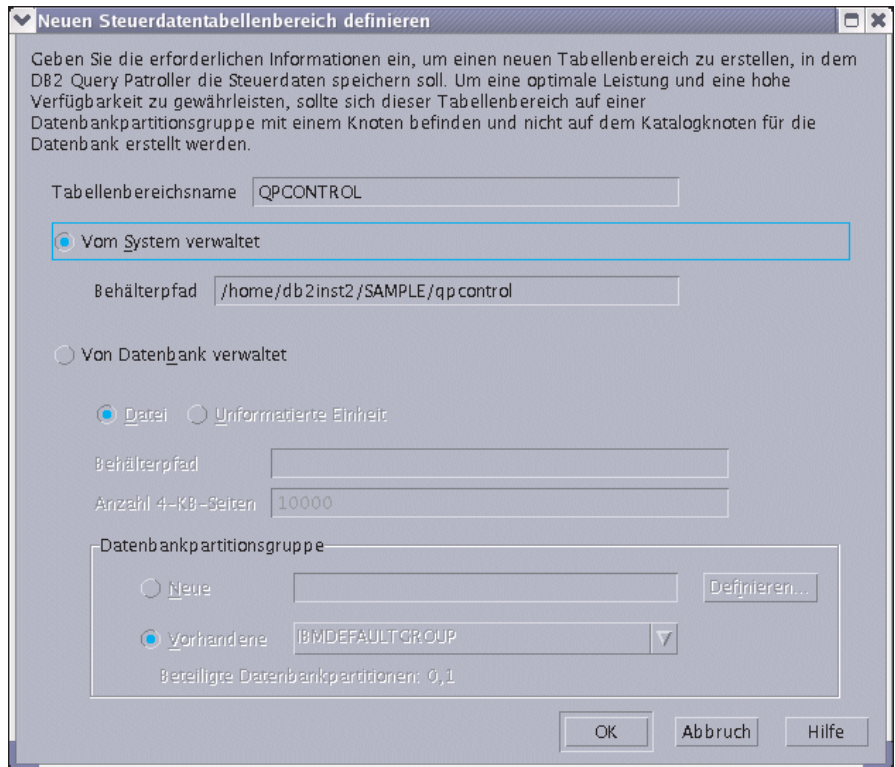 Neuen Steuerdatentabellenbereich definieren
Geben Sie die erforderlichen Informationen ein, um einen neuen Tabellenbereich zu erstellen, in dem
DB2 Query Patroller die Steuerdaten speichern soll. Um eine optimale Leistung und eine hohe
Verfügbarkeit zu gewährleisten, sollte sich dieser Tabellenbereich auf einer
Datenbankpartitionsgruppe mit einem Knoten befinden und nicht auf dem Katalogknoten für die
Datenbank erstellt werden.
Tabellenbereichsname QPCONTROL
Vom System verwaltet
Behälterpfad /home/db2inst2/SAMPLE/qpcontrol
Von Datenbank verwaltet
Datei Unformatierte Einheit
Behälterpfad
Anzahl 4-KB-Seiten 10000
Datenbankpartitionsgruppe
Neue Definieren...
Vorhandene IBMDEFAULTGROUP
Beteiligte Datenbankpartitionen: 0,1
OK Abbruch Hilfe